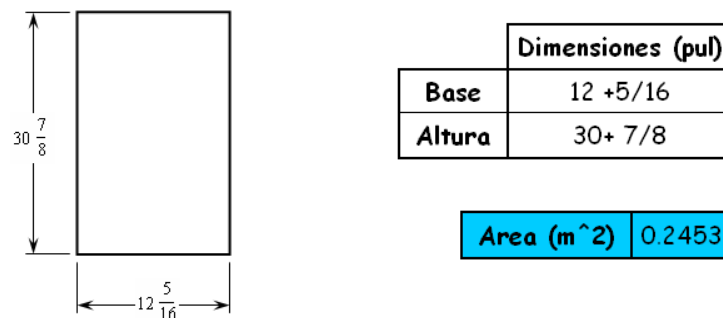 30 7/8
12 5/16
Dimensiones (pul)
Base 12 +5/16
Altura 30+ 7/8
Area (m^2) 0.2453